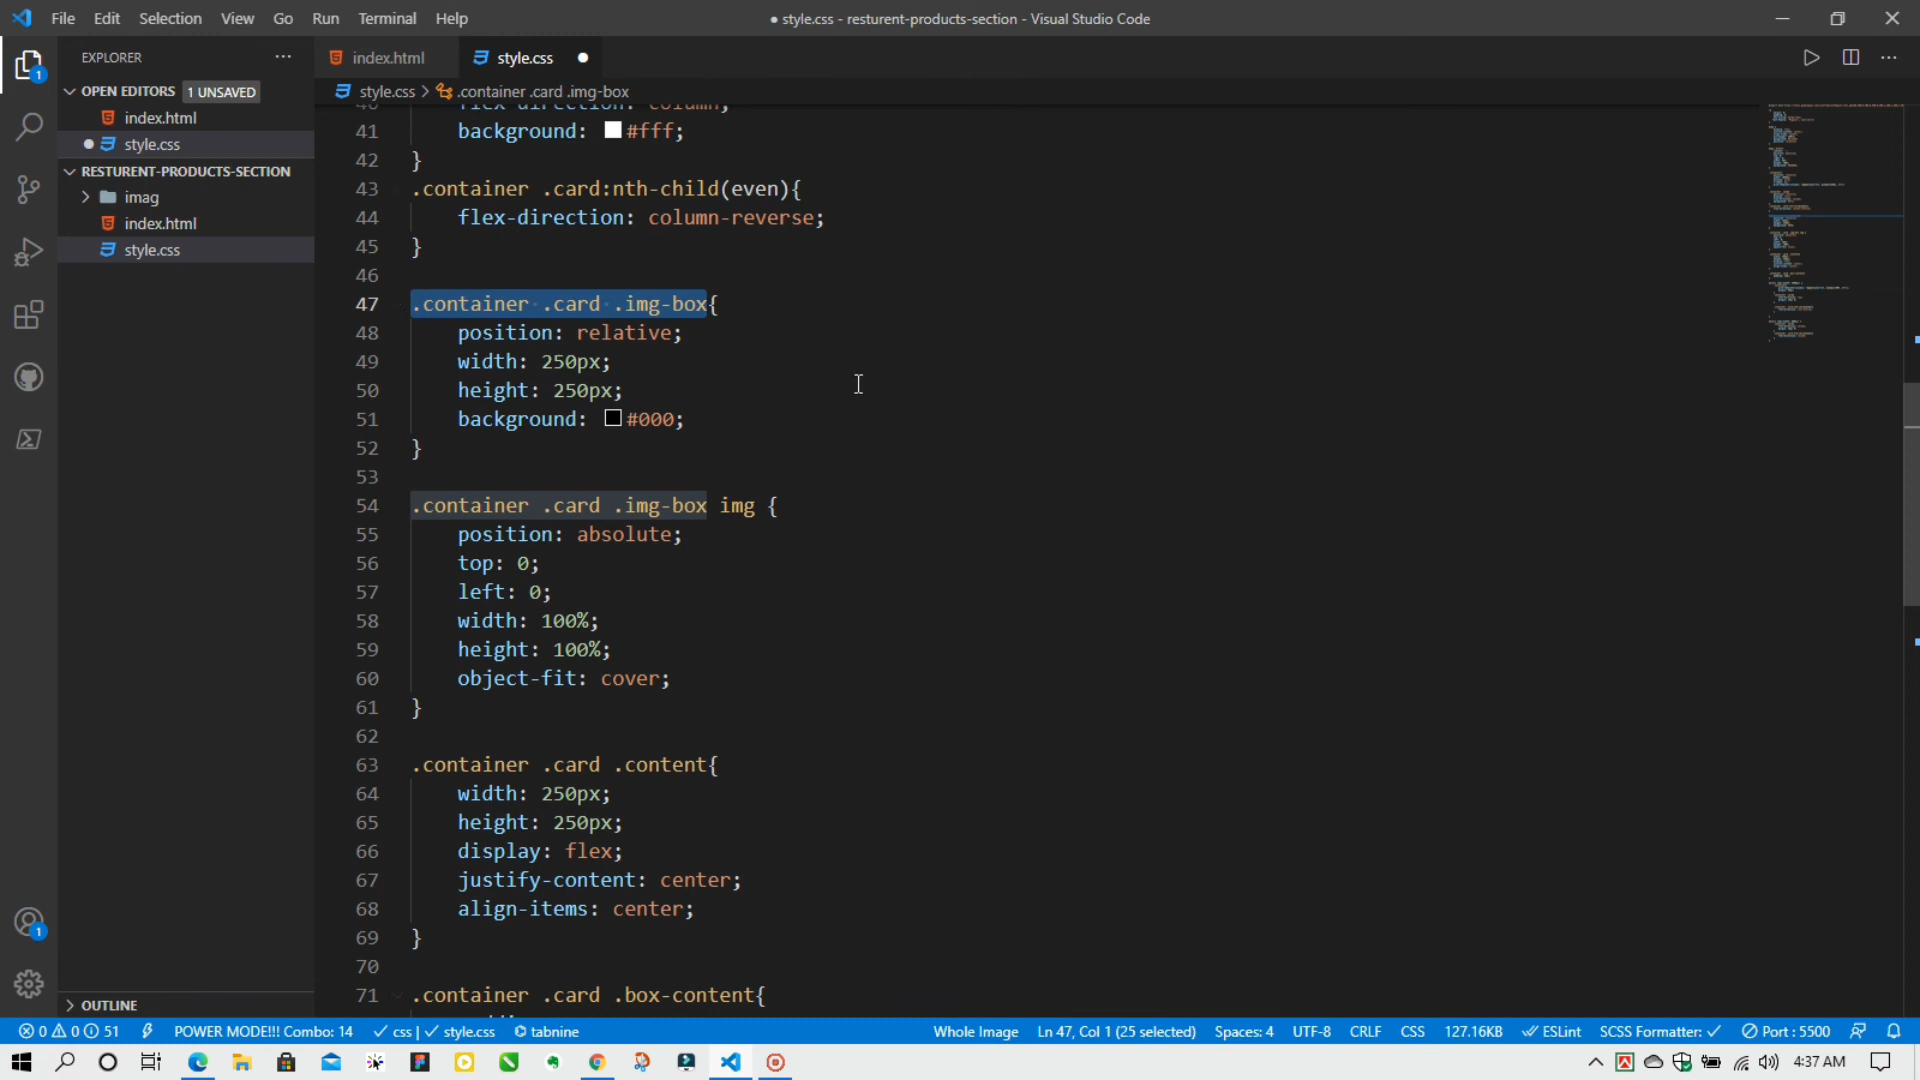 File Edit Selection View Go Run Terminal Help
● style.css - resturent-products-section - Visual Studio Code
EXPLORER
index.html
style.css
OPEN EDITORS 1 UNSAVED
style.css > .container .card .img-box
index.html
style.css
RESTURENT-PRODUCTS-SECTION
imag
index.html
style.css
40 flex-direction: column;
41 background: #fff;
42 }
43 .container .card:nth-child(even){
44 flex-direction: column-reverse;
45 }
46
47 .container .card .img-box{
48 position: relative;
49 width: 250px;
50 height: 250px;
51 background: #000;
52 }
53
54 .container .card .img-box img {
55 position: absolute;
56 top: 0;
57 left: 0;
58 width: 100%;
59 height: 100%;
60 object-fit: cover;
61 }
62
63 .container .card .content{
64 width: 250px;
65 height: 250px;
66 display: flex;
67 justify-content: center;
68 align-items: center;
69 }
70
71 .container .card .box-content{
1
1
OUTLINE
0 0 51 POWER MODE!!! Combo: 14 ✓ css | ✓ style.css tabnine Whole Image Ln 47, Col 1 (25 selected) Spaces: 4 UTF-8 CRLF CSS 127.16KB ESLint SCSS Formatter: ✓ Port : 5500
4:37 AM